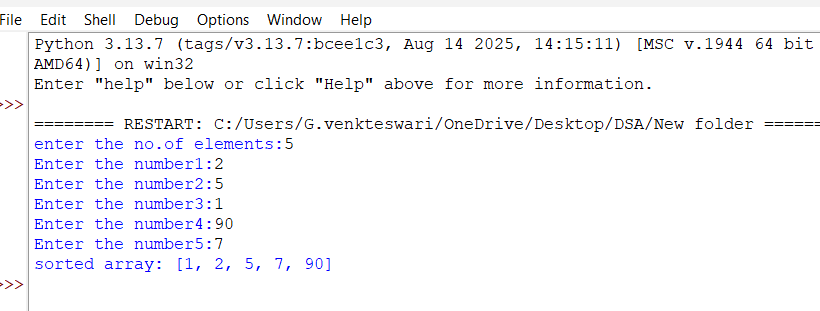 File Edit Shell Debug Options Window Help
Python 3.13.7 (tags/v3.13.7:bcee1c3, Aug 14 2025, 14:15:11) [MSC v.1944 64 bit
AMD64)] on win32
Enter "help" below or click "Help" above for more information.
>>>
======== RESTART: C:/Users/G.venkteswari/OneDrive/Desktop/DSA/New folder ======
enter the no.of elements:5
Enter the number1:2
Enter the number2:5
Enter the number3:1
Enter the number4:90
Enter the number5:7
sorted array: [1, 2, 5, 7, 90]
>>>